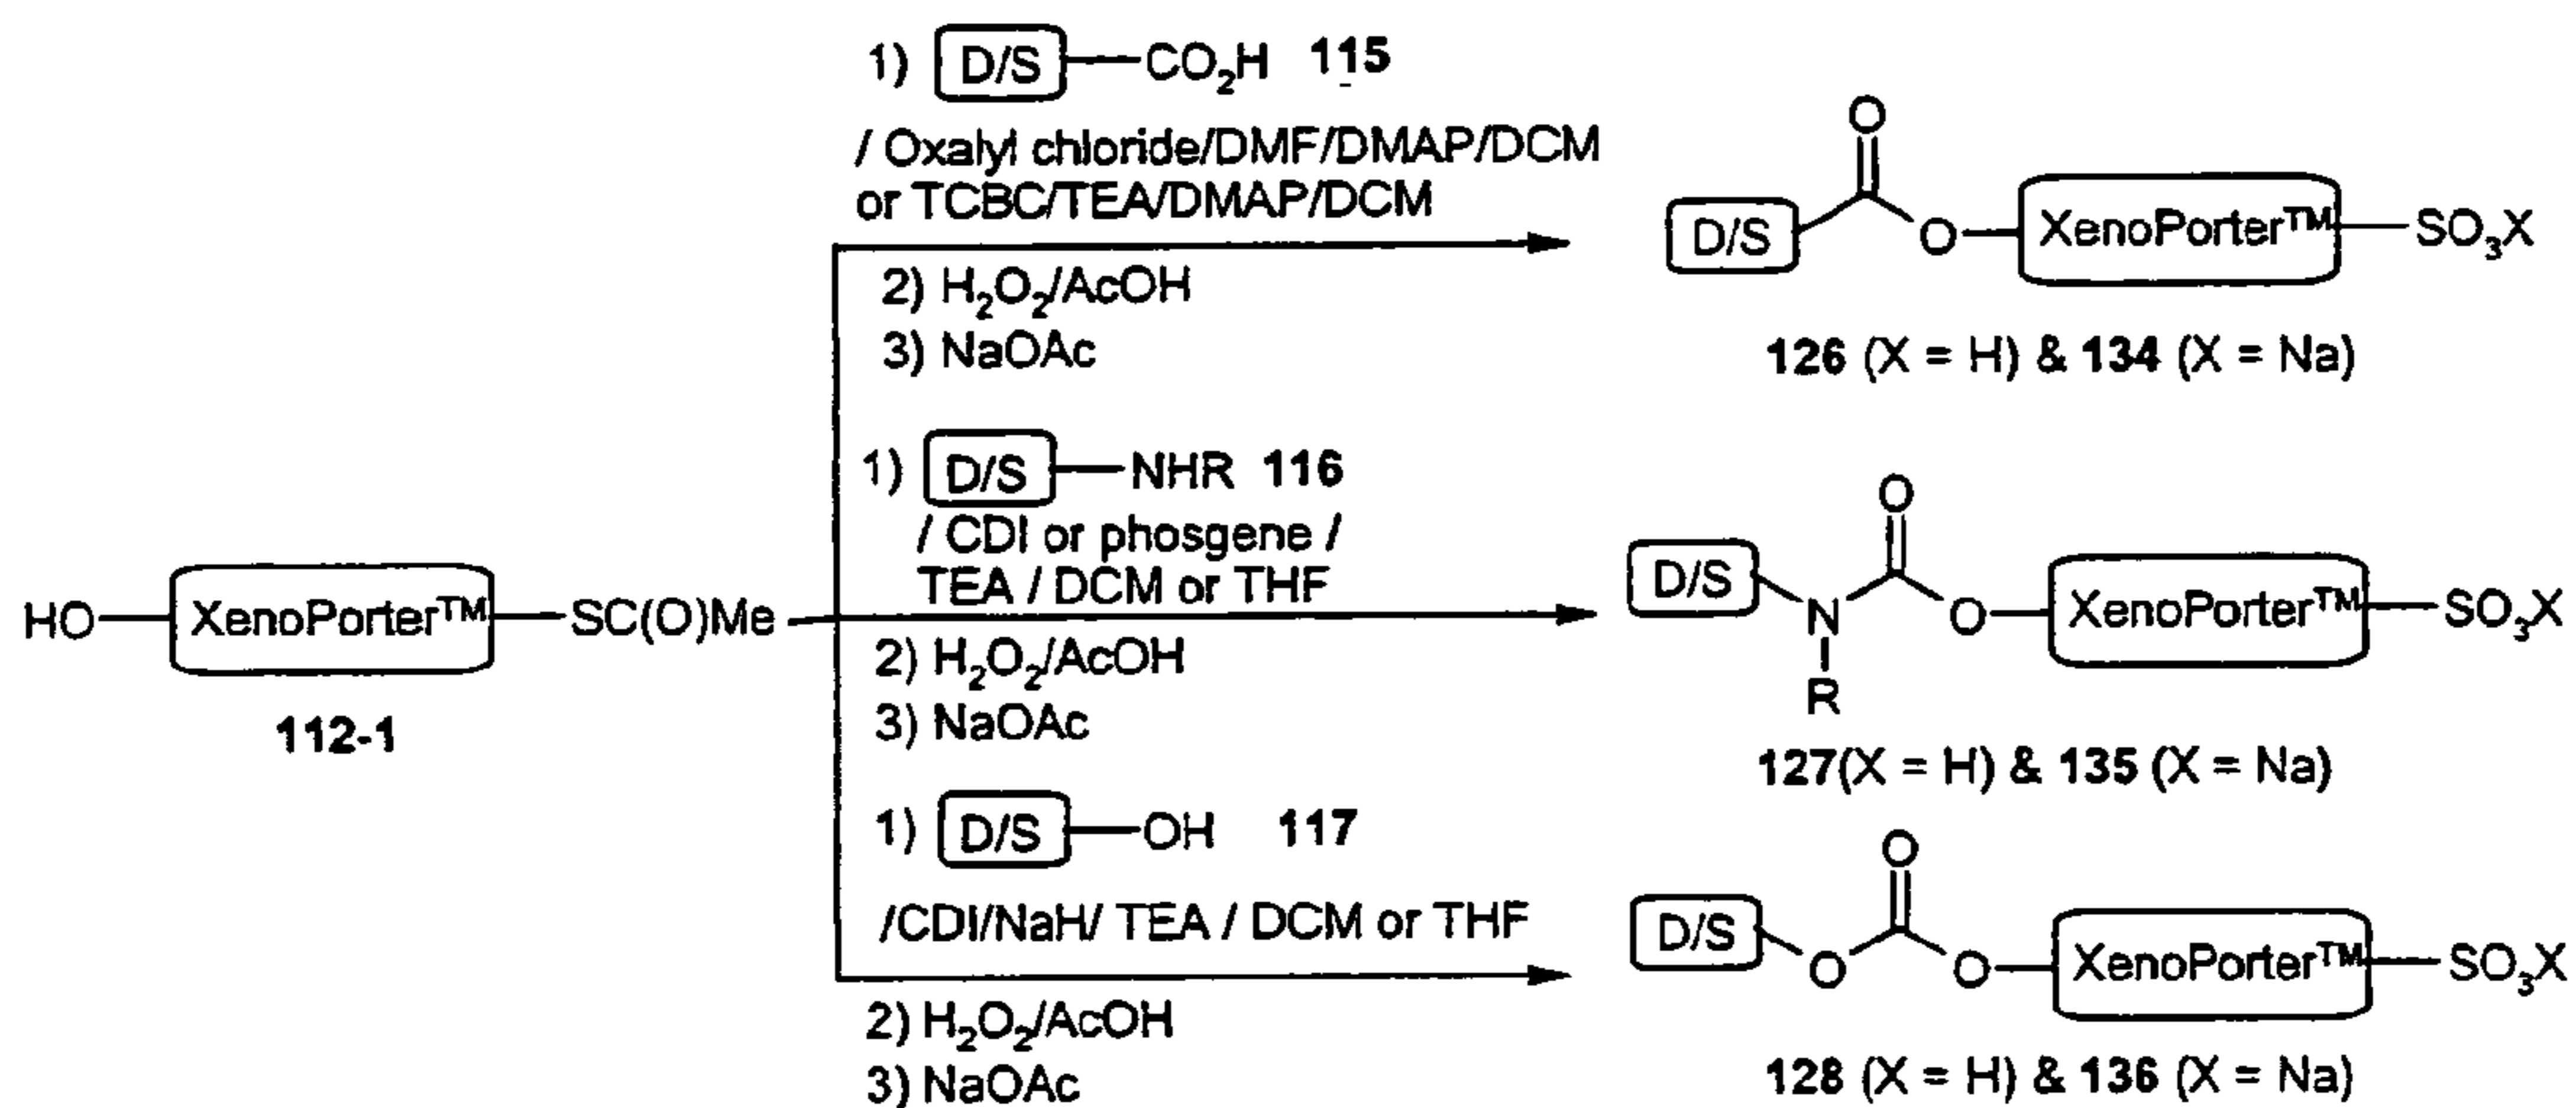 1) D/S —CO₂H 115
/ Oxalyl chloride/DMF/DMAP/DCM
or TCBC/TEA/DMAP/DCM
2) H₂O₂/AcOH
3) NaOAc
O
D/S O XenoPorter™ SO₃X
126 (X = H) & 134 (X = Na)
HO XenoPorter™ SC(O)Me
112-1
1) D/S —NHR 116
/ CDI or phosgene /
TEA / DCM or THF
2) H₂O₂/AcOH
3) NaOAc
O
D/S N O XenoPorter™ SO₃X
R
127(X = H) & 135 (X = Na)
1) D/S —OH 117
/CDI/NaH/ TEA / DCM or THF
2) H₂O₂/AcOH
3) NaOAc
O
D/S O O XenoPorter™ SO₃X
128 (X = H) & 136 (X = Na)